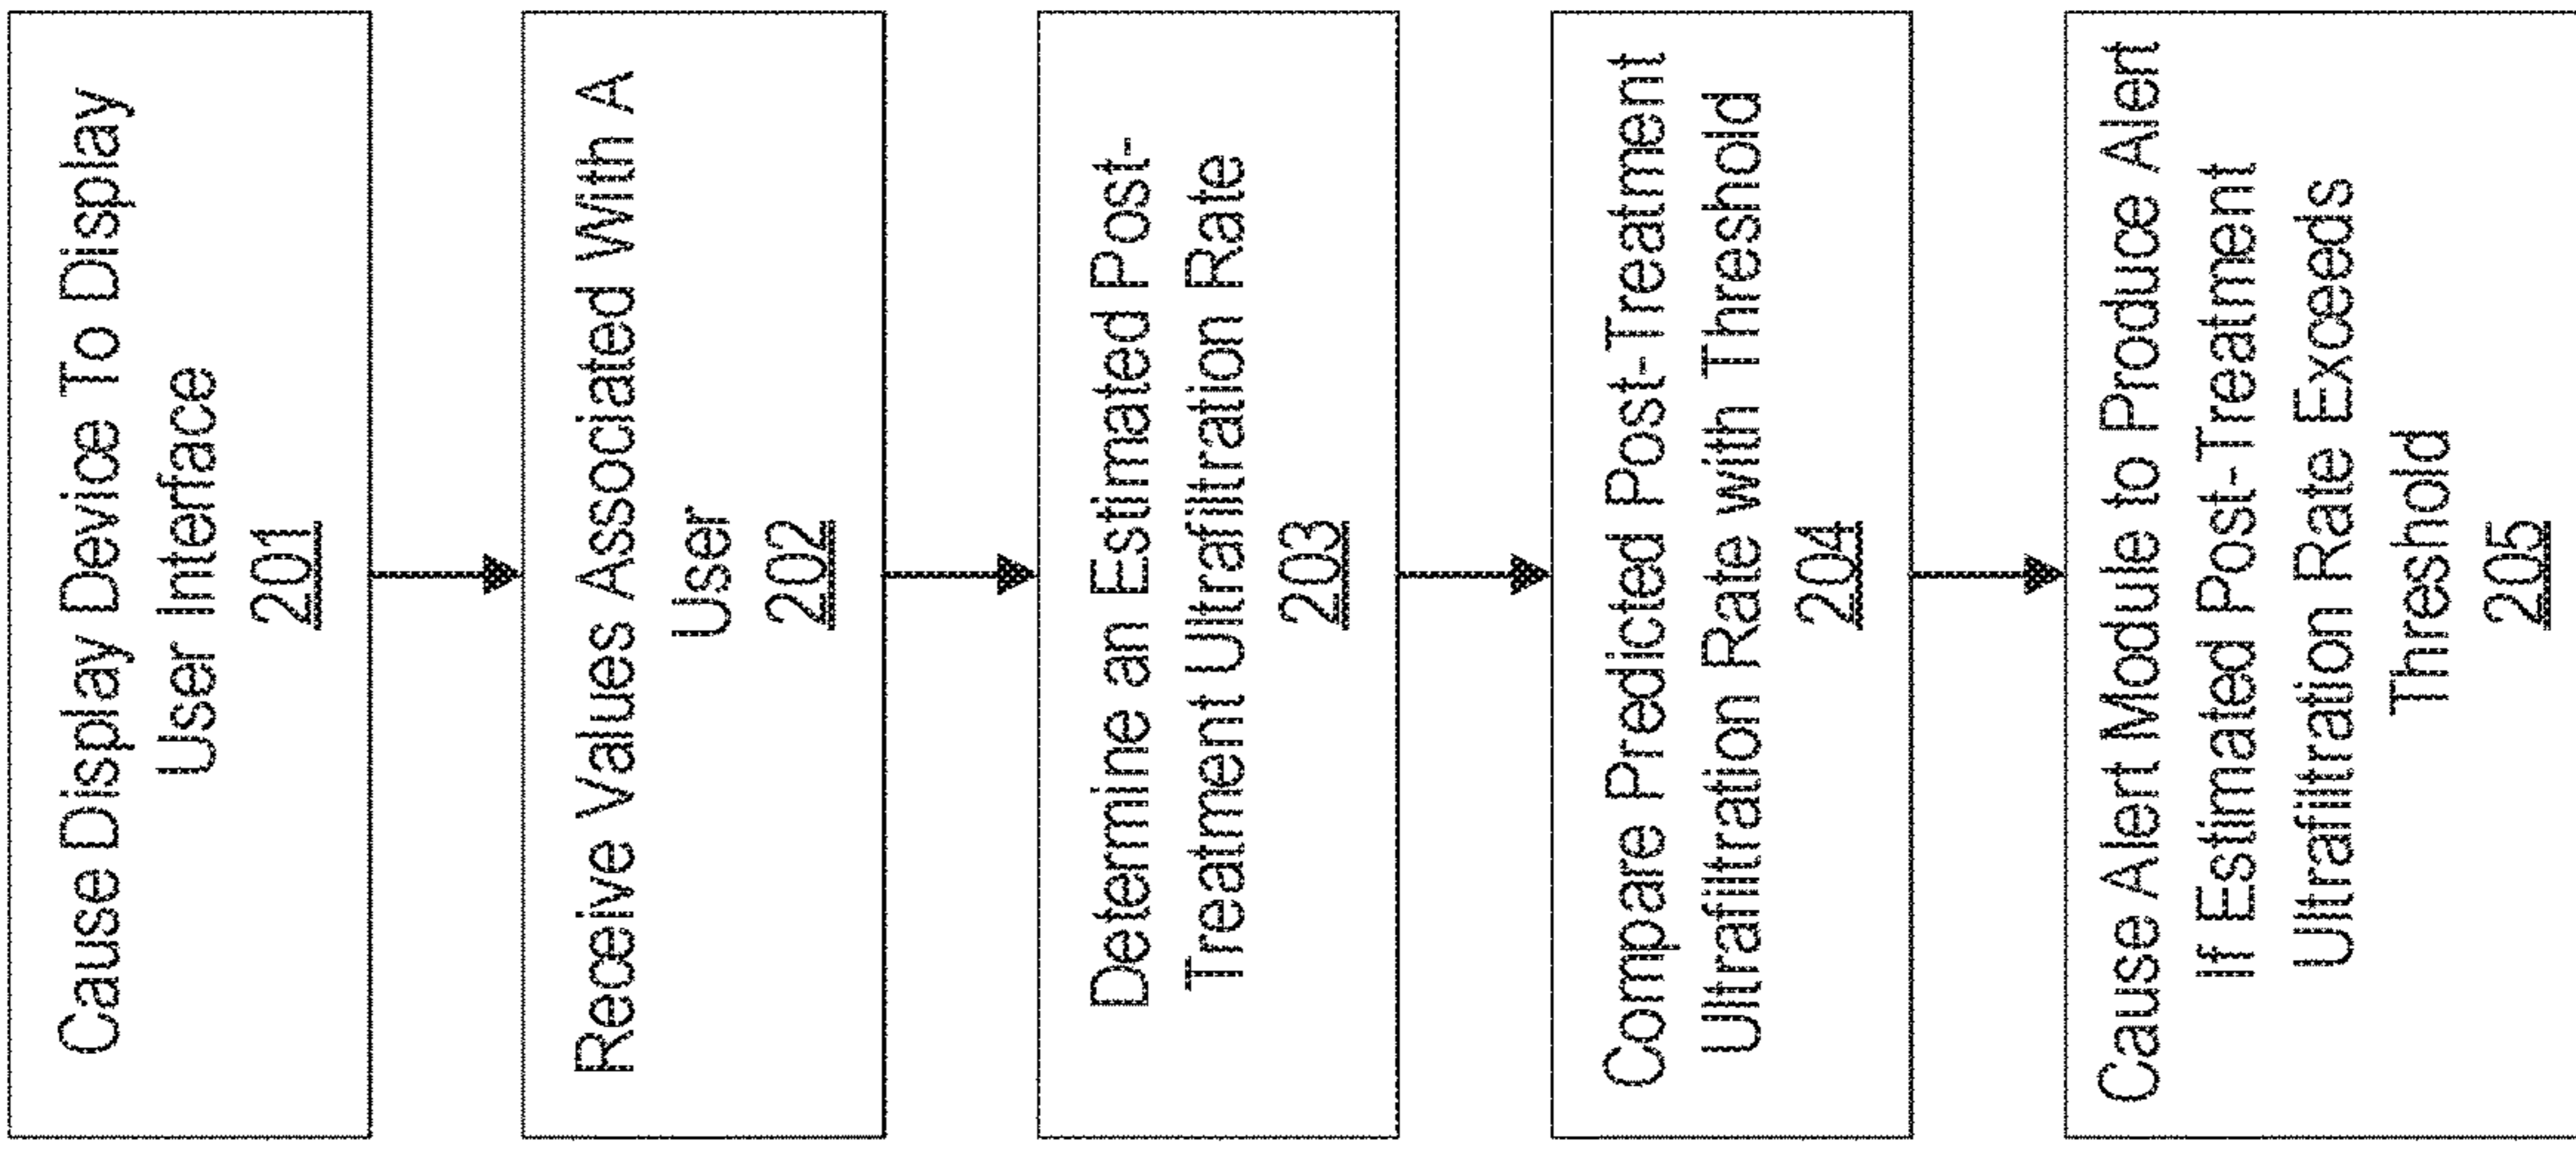 Cause Display Device To Display
User Interface
201
Receive Values Associated With A
User
202
Determine an Estimated Post-
Treatment Ultrafiltration Rate
203
Compare Predicted Post-Treatment
Ultrafiltration Rate with Threshold
204
Cause Alert Module to Produce Alert
If Estimated Post-Treatment
Ultrafiltration Rate Exceeds
Threshold
205